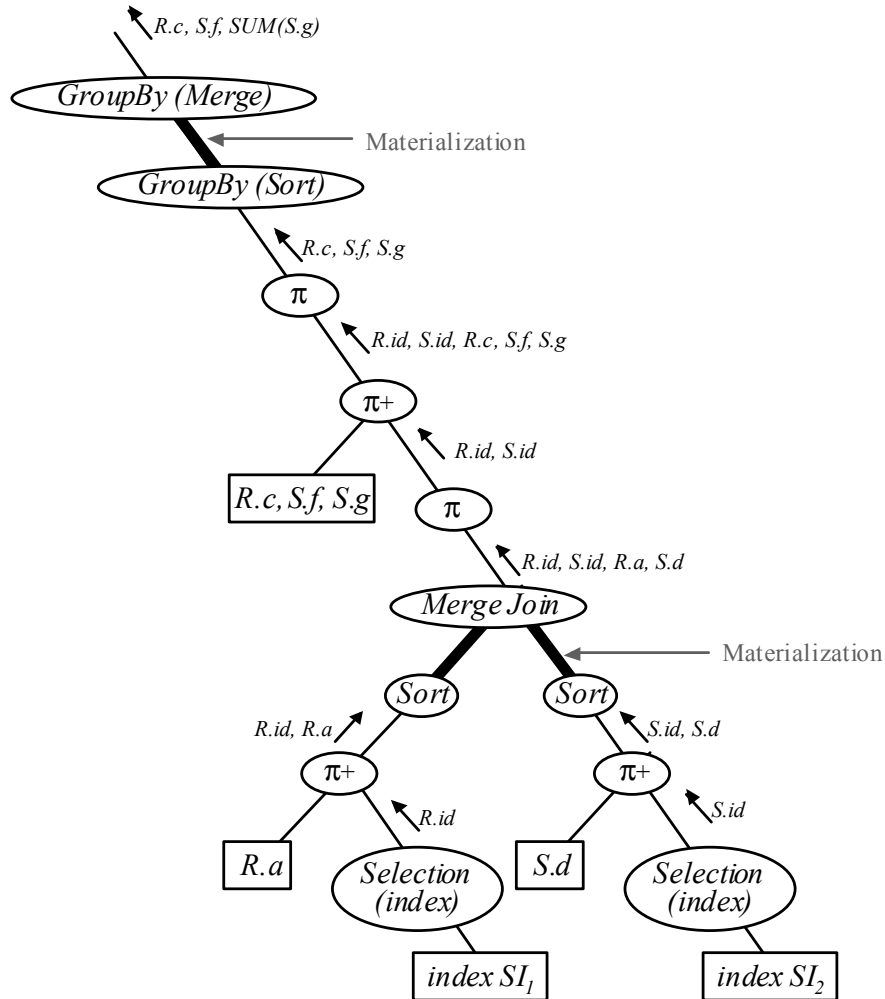 R.c, S.f, SUM(S.g)
GroupBy (Merge)
Materialization
GroupBy (Sort)
R.c, S.f, S.g
π
R.id, S.id, R.c, S.f, S.g
π+
R.id, S.id
R.c, S.f, S.g
π
R.id, S.id, R.a, S.d
Merge Join
Materialization
Sort
Sort
R.id, R.a
S.id, S.d
π+
π+
R.id
S.id
R.a
Selection
(index)
S.d
Selection
(index)
index SI₁
index SI₂